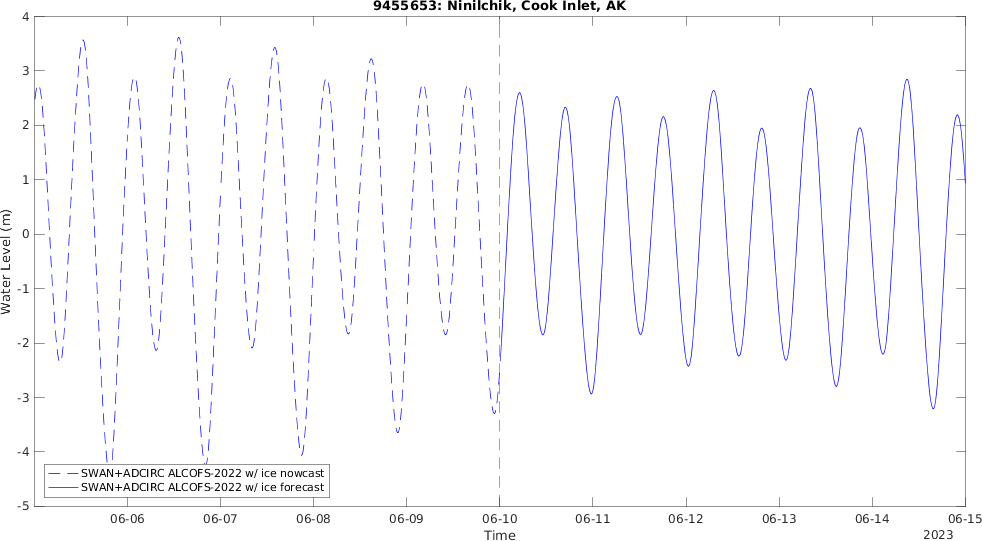 9455653: Ninilchik, Cook Inlet, AK
4
3
2
1
0
-1
-2
-3
-4
-5
Water Level (m)
SWAN+ADCIRC ALCOFS-2022 w/ ice nowcast
SWAN+ADCIRC ALCOFS-2022 w/ ice forecast
06-06 06-07 06-08 06-09 06-10 06-11 06-12 06-13 06-14 06-15
Time
2023